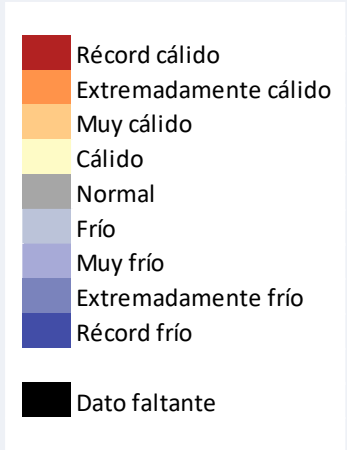 Récord cálido
Extremadamente cálido
Muy cálido
Cálido
Normal
Frío
Muy frío
Extremadamente frío
Récord frío
Dato faltante